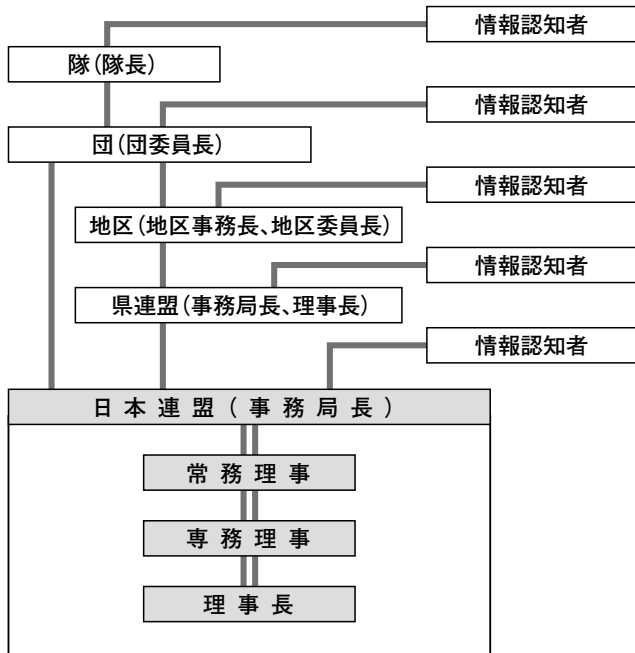 情報認知者
隊(隊長)
情報認知者
団(団委員長)
情報認知者
地区(地区事務長、地区委員長)
情報認知者
県連盟(事務局長、理事長)
情報認知者
日本連盟(事務局長)
常務理事
専務理事
理事長